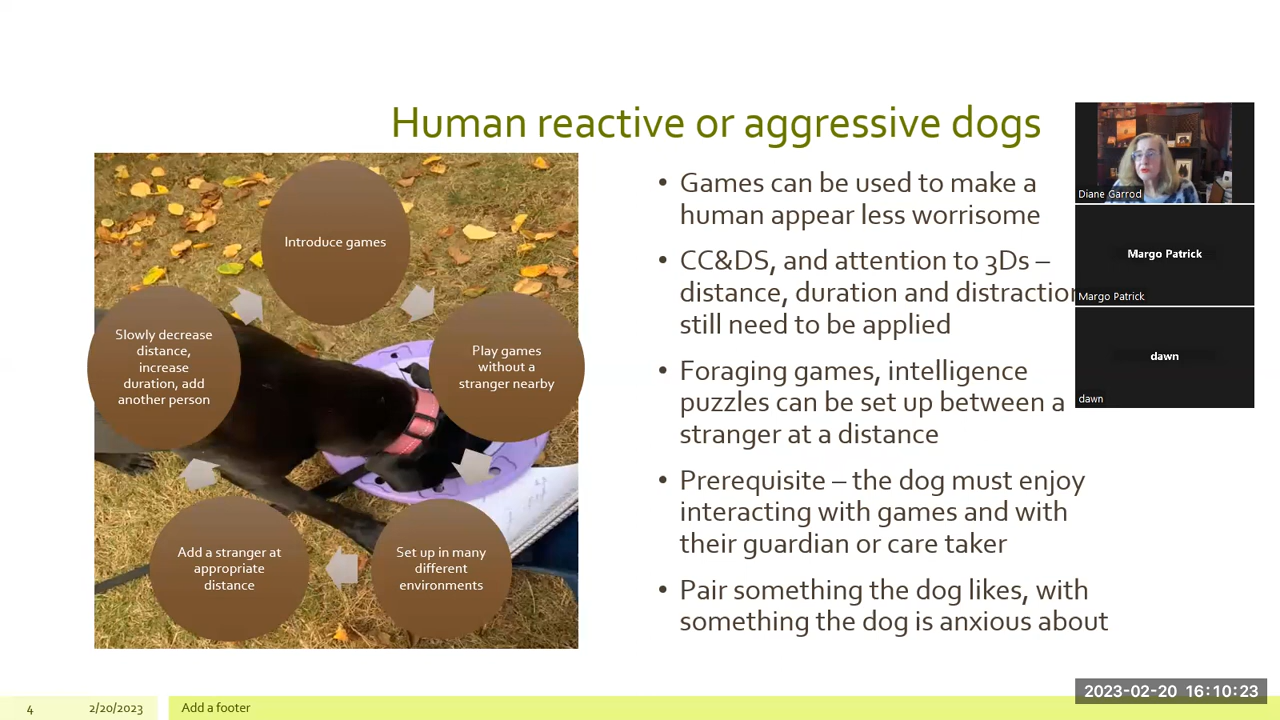 Human reactive or aggressive dogs
Introduce games
Play games
without a
stranger nearby
Set up in many
different
environments
Add a stranger at
appropriate
distance
Slowly decrease
distance,
increase
duration, add
another person
• Games can be used to make a
human appear less worrisome
• CC&DS, and attention to 3Ds –
distance, duration and distraction
still need to be applied
• Foraging games, intelligence
puzzles can be set up between a
stranger at a distance
• Prerequisite – the dog must enjoy
interacting with games and with
their guardian or care taker
• Pair something the dog likes, with
something the dog is anxious about
Diane Garrod
Margo Patrick
Margo Patrick
dawn
dawn
4
2/20/2023
Add a footer
2023-02-20 16:10:23